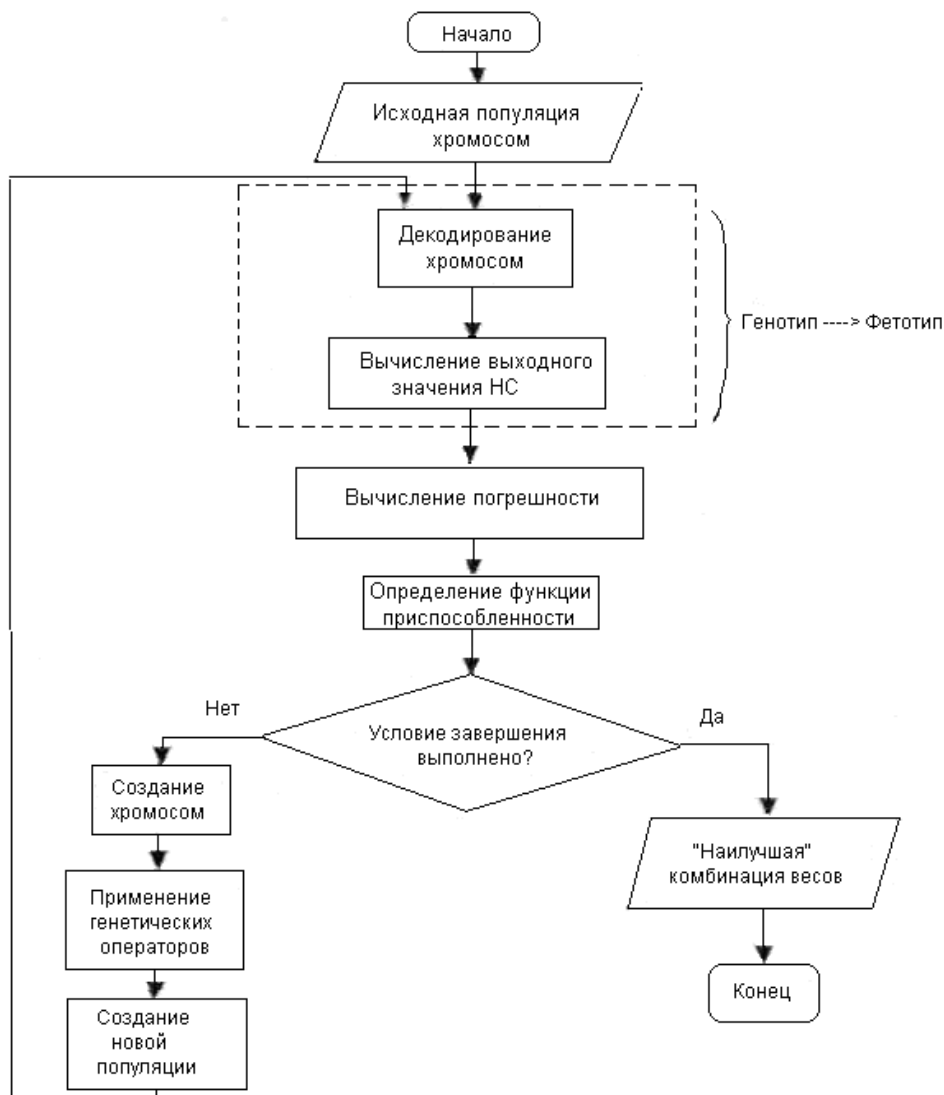 Начало
Исходная популяция
хромосом
Декодирование
хромосом
Генотип ----> Фетотип
Вычисление выходного
значения НС
Вычисление погрешности
Определение функции
приспособленности
Нет
Да
Условие завершения
выполнено?
Создание
хромосом
"Наилучшая"
комбинация весов
Применение
генетических
операторов
Конец
Создание
новой
популяции